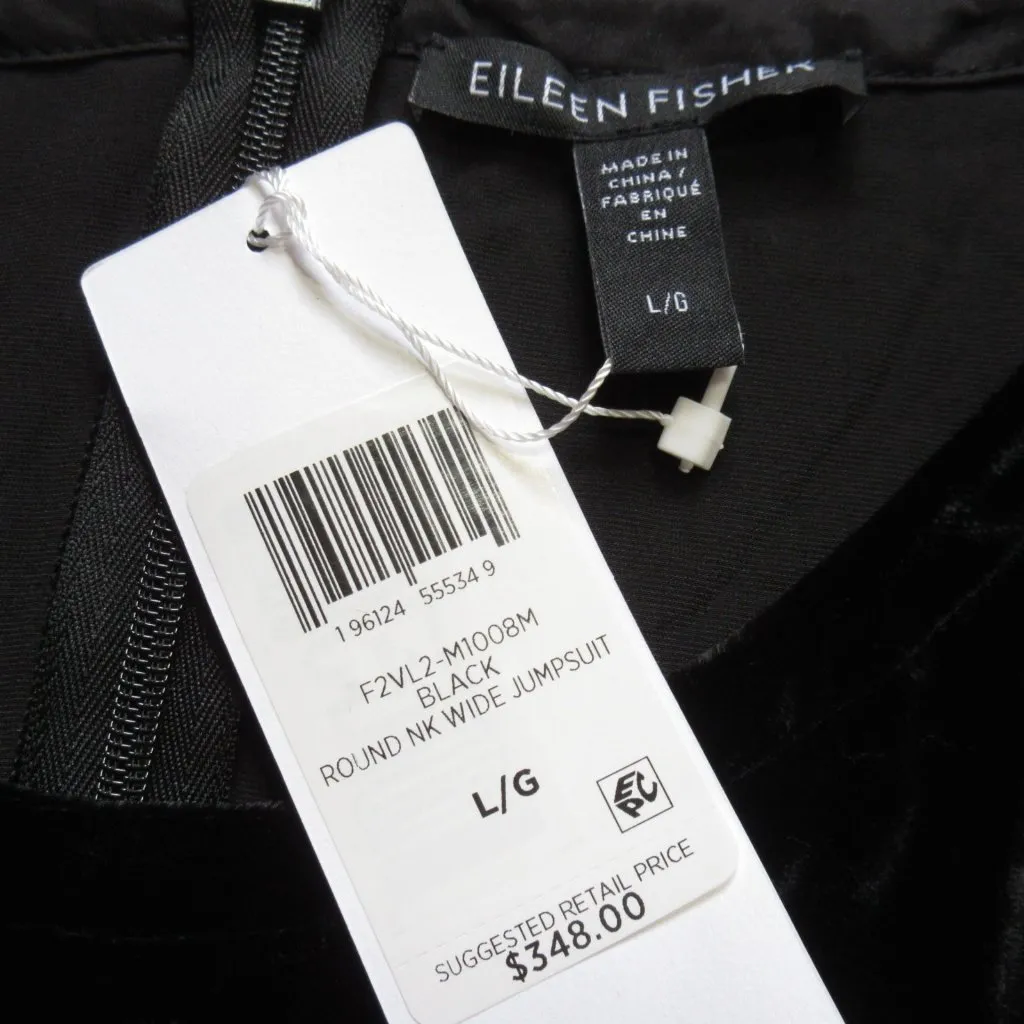 EILEEN FISHER
MADE IN
CHINA /
FABRIQUÉ
EN
CHINE
L/G
1 96124 55534 9
F2VL2-M1008M
BLACK
ROUND NK WIDE JUMPSUIT
L/G
EPC
SUGGESTED RETAIL PRICE
$348.00